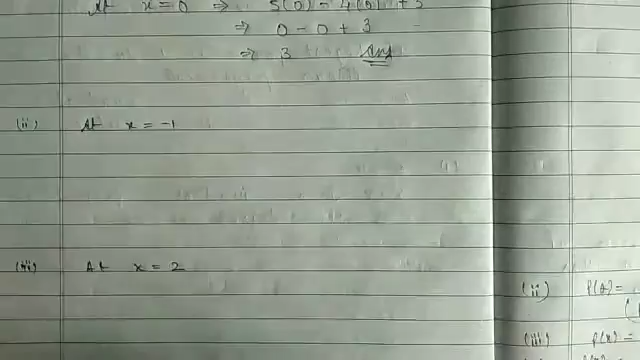 At x = 0 ⇒ 5(0) - 4(0) + 3
⇒ 0 - 0 + 3
⇒ 3 Ans
(ii) At x = -1
(iii) At x = 2
(ii) P(2) =
(iii) P(x) =